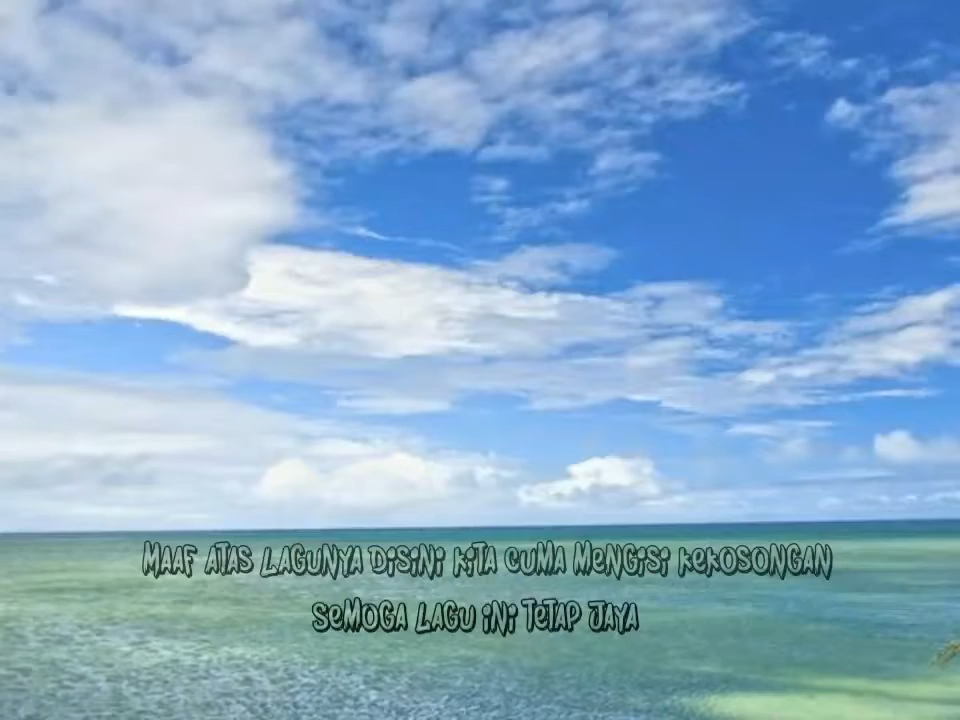 MAAF ATAS LAGUNYA DISINI KITA CUMA MENGISI KEKOSONGAN
SEMOGA LAGU INI TETAP JAYA